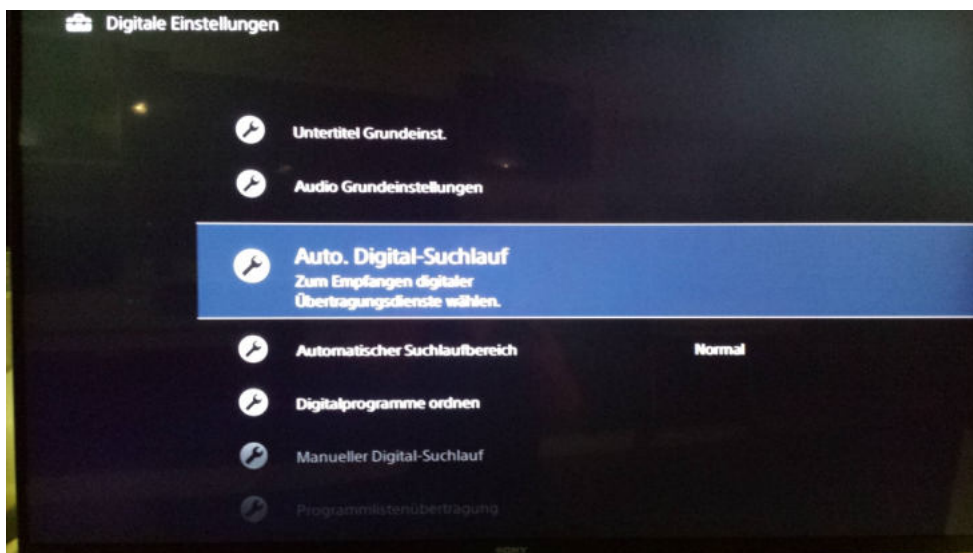 Digitale Einstellungen
Untertitel Grundeinst.
Audio Grundeinstellungen
Auto. Digital-Suchlauf
Zum Empfangen digitaler
Übertragungsdienste wählen.
Automatischer Suchlaufbereich Normal
Digitalprogramme ordnen
Manueller Digital-Suchlauf
Programmlistenübertragung
SONY